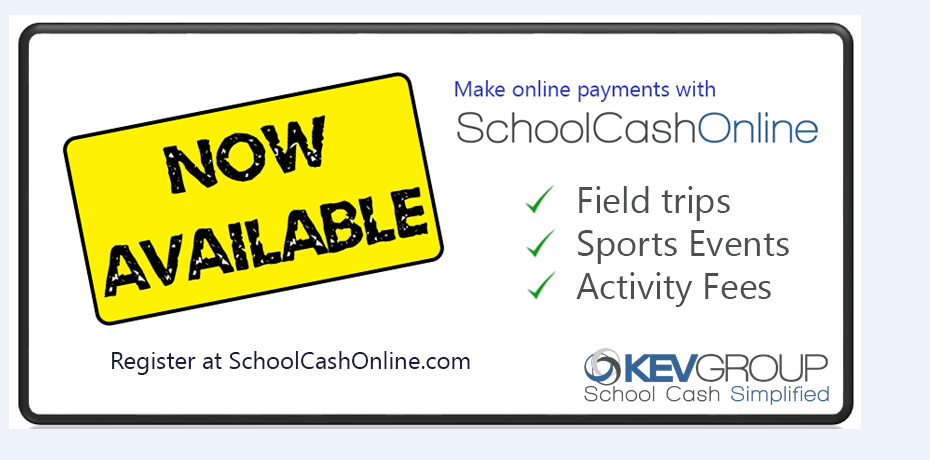 NOW
AVAILABLE
Make online payments with
SchoolCashOnline
Field trips
Sports Events
Activity Fees
Register at SchoolCashOnline.com
KEVGROUP
School Cash Simplified